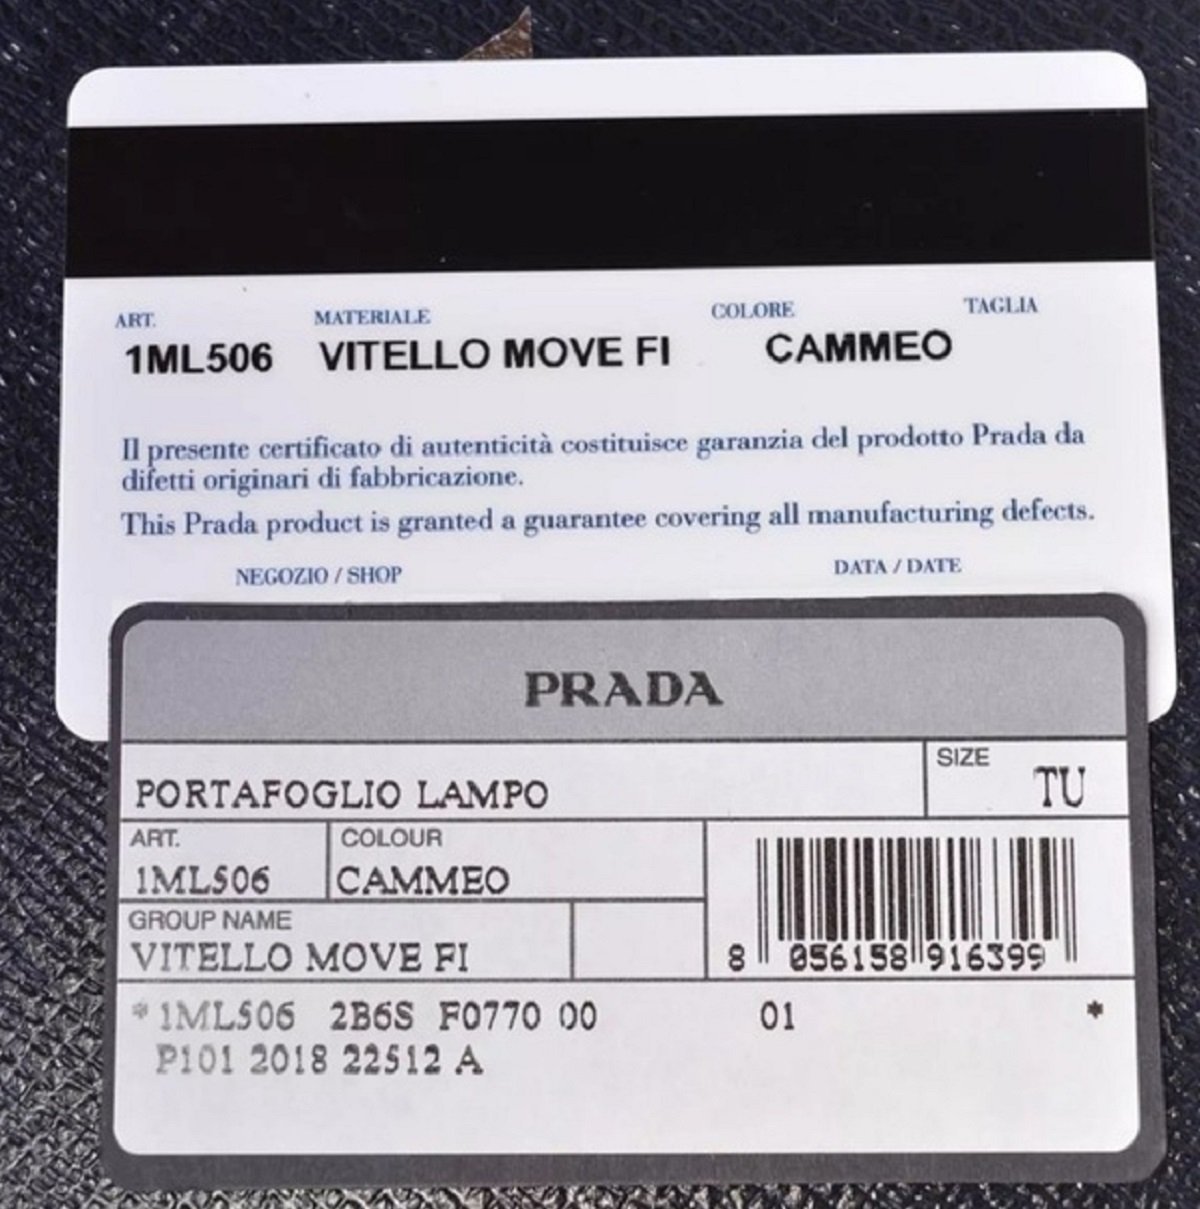 ART. MATERIALE COLORE TAGLIA
1ML506 VITELLO MOVE FI CAMMEO
Il presente certificato di autenticità costituisce garanzia del prodotto Prada da
difetti originari di fabbricazione.
This Prada product is granted a guarantee covering all manufacturing defects.
NEGOZIO / SHOP DATA / DATE
PRADA
PORTAFOGLIO LAMPO SIZE TU
ART. COLOUR
1ML506 CAMMEO
GROUP NAME
VITELLO MOVE FI
8 056158 916399
*1ML506 2B6S F0770 00 01 *
P101 2018 22512 A